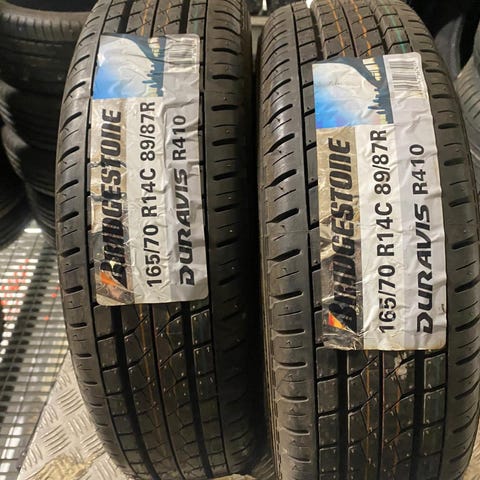 BRIDGESTONE
165/70 R14C 89/87R
DURAVIS R410
BRIDGESTONE
165/70 R14C 89/87R
DURAVIS R410